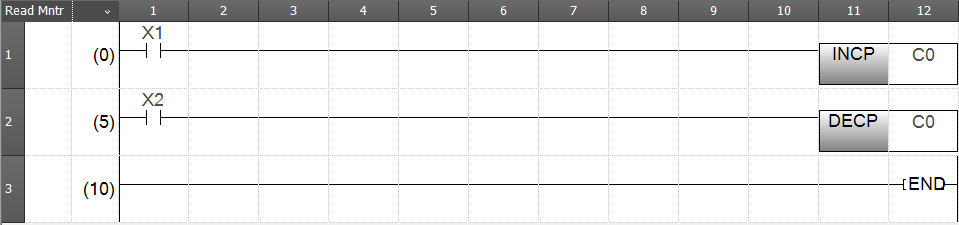 Read Mntr 1 2 3 4 5 6 7 8 9 10 11 12
X1
1 (0) INCP C0
X2
2 (5) DECP C0
3 (10) END